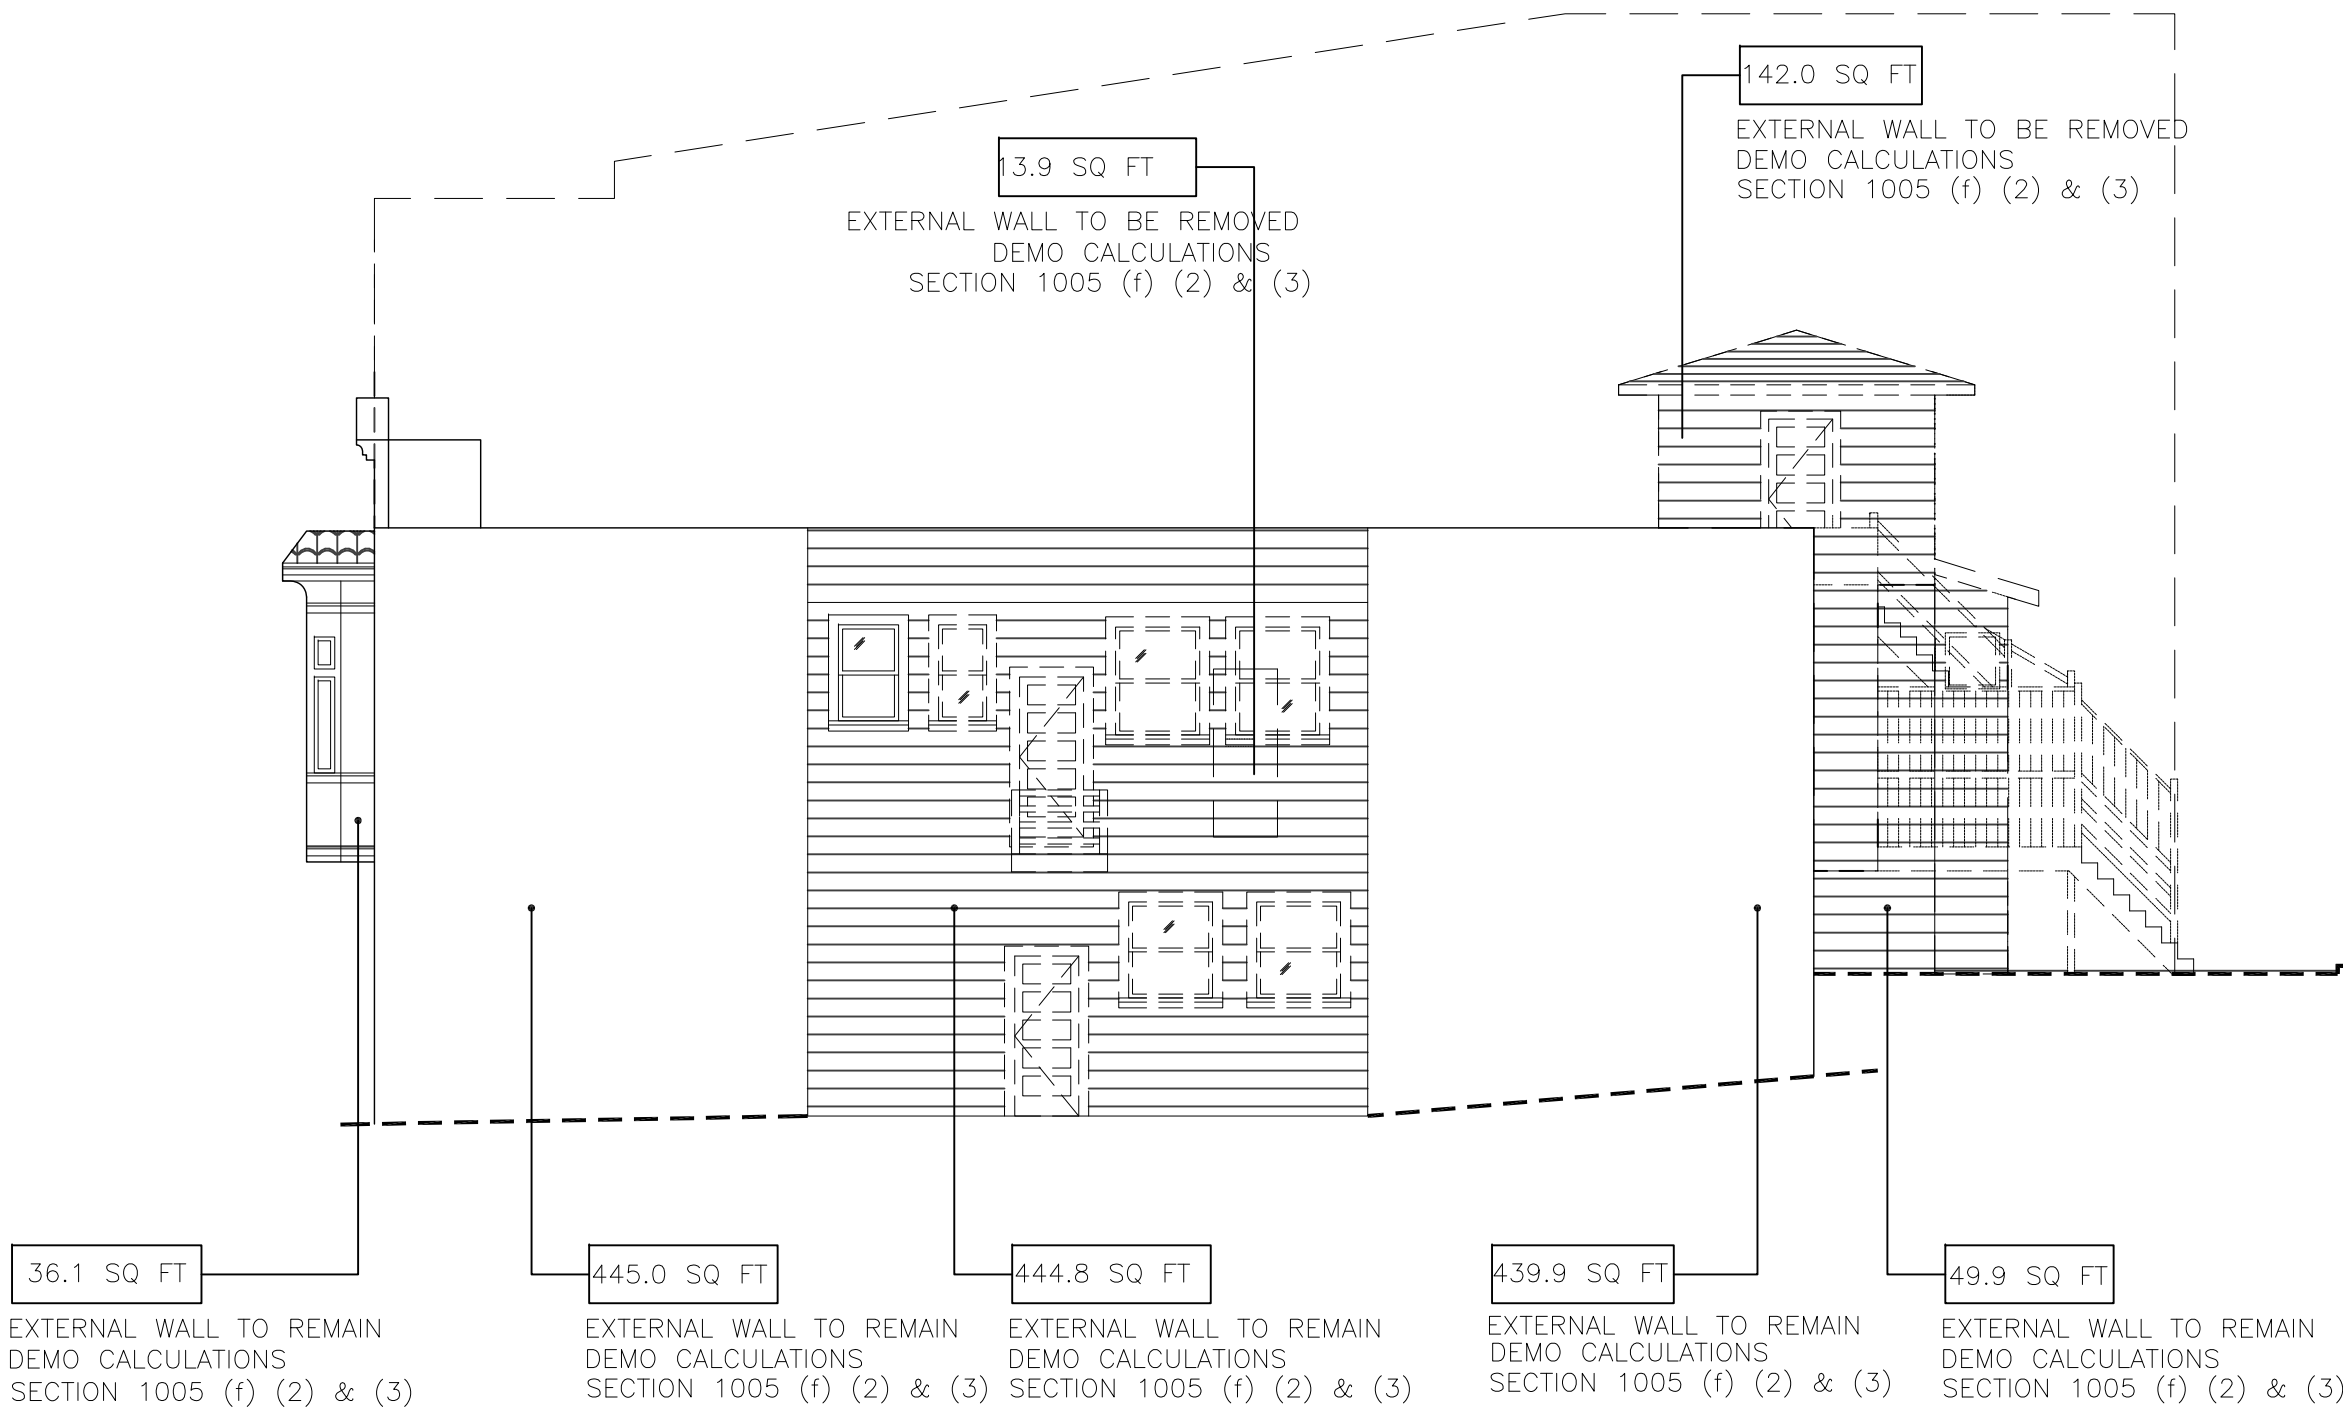 142.0 SQ FT
EXTERNAL WALL TO BE REMOVED
DEMO CALCULATIONS
SECTION 1005 (f) (2) & (3)
13.9 SQ FT
EXTERNAL WALL TO BE REMOVED
DEMO CALCULATIONS
SECTION 1005 (f) (2) & (3)
36.1 SQ FT
EXTERNAL WALL TO REMAIN
DEMO CALCULATIONS
SECTION 1005 (f) (2) & (3)
445.0 SQ FT
EXTERNAL WALL TO REMAIN
DEMO CALCULATIONS
SECTION 1005 (f) (2) & (3)
444.8 SQ FT
EXTERNAL WALL TO REMAIN
DEMO CALCULATIONS
SECTION 1005 (f) (2) & (3)
439.9 SQ FT
EXTERNAL WALL TO REMAIN
DEMO CALCULATIONS
SECTION 1005 (f) (2) & (3)
49.9 SQ FT
EXTERNAL WALL TO REMAIN
DEMO CALCULATIONS
SECTION 1005 (f) (2) & (3)